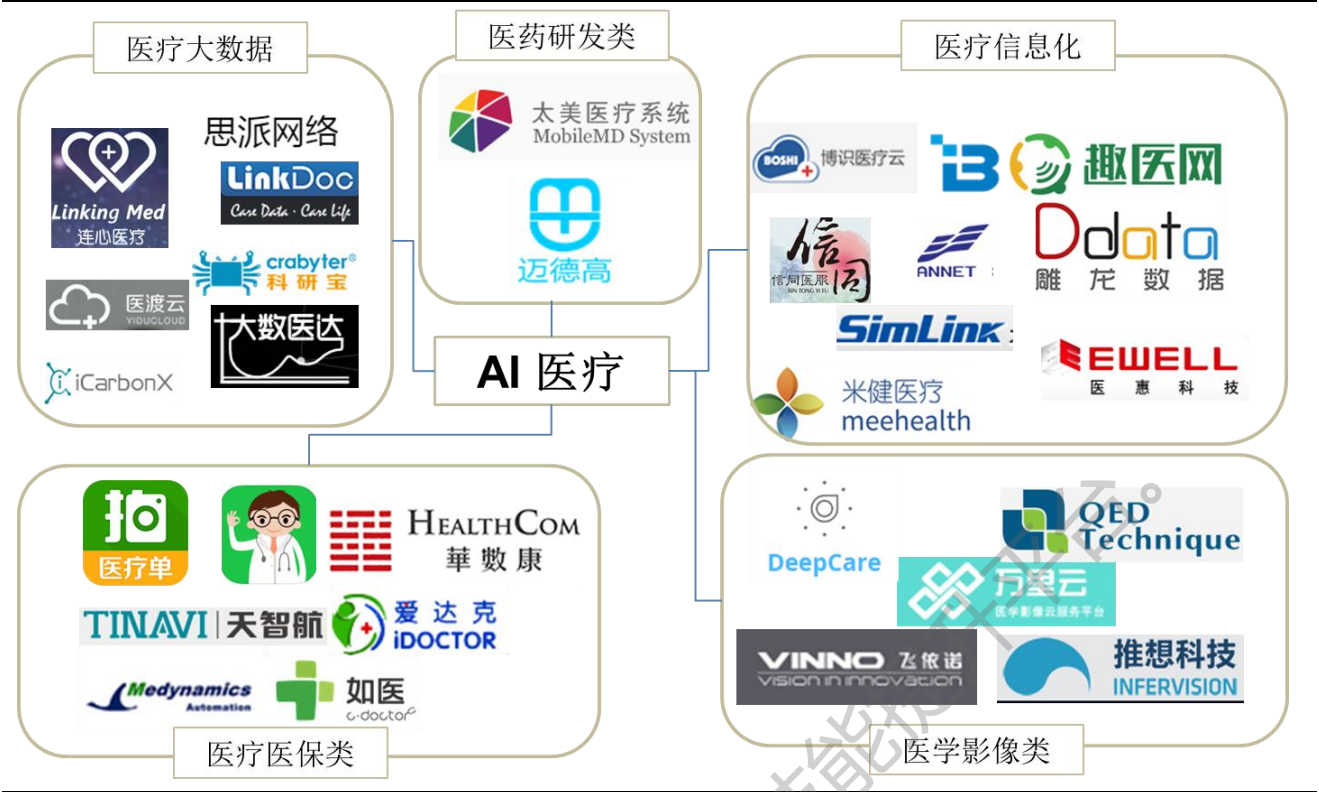 医疗大数据
Linking Med
连心医疗
思派网络
LinkDoc
Care Data · Care Life
crabyter®
科研宝
医渡云
YIDUCLOUD
大数医达
iCarbonX
医药研发类
太美医疗系统
MobileMD System
迈德高
医疗信息化
BOSHI
博识医疗云
趣医网
信同
信同医服
XIN TONG YI FU
ANNET
Ddata
雕龙数据
SimLink
EWELL
医惠科技
米健医疗
meehealth
AI 医疗
医疗单
HEALTHCOM
華數康
TINAVI|天智航
爱达克
iDOCTOR
Medynamics
Automation
如医
c·doctor
医疗医保类
DeepCare
QED
Technique
万里云
医学影像云服务平台
VINNO 飞依诺
Vision in innovation
推想科技
INFERVISION
医学影像类